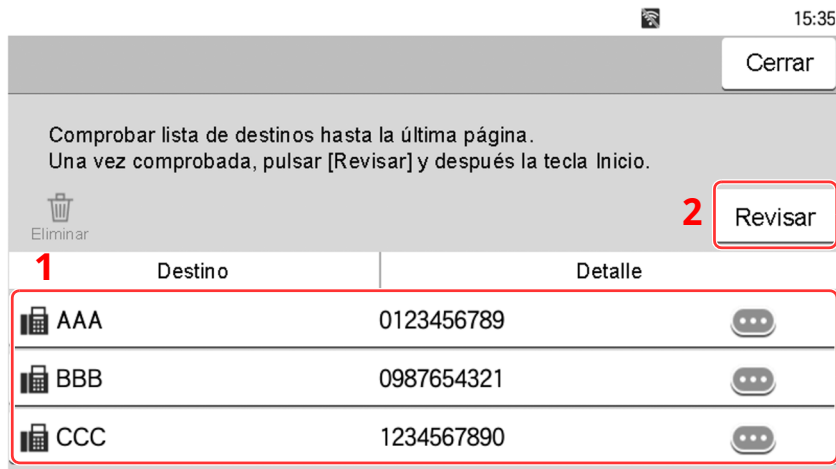 15:35
Cerrar
Comprobar lista de destinos hasta la última página.
Una vez comprobada, pulsar [Revisar] y después la tecla Inicio.
Eliminar
2
Revisar
1
Destino
Detalle
AAA 0123456789
BBB 0987654321
CCC 1234567890